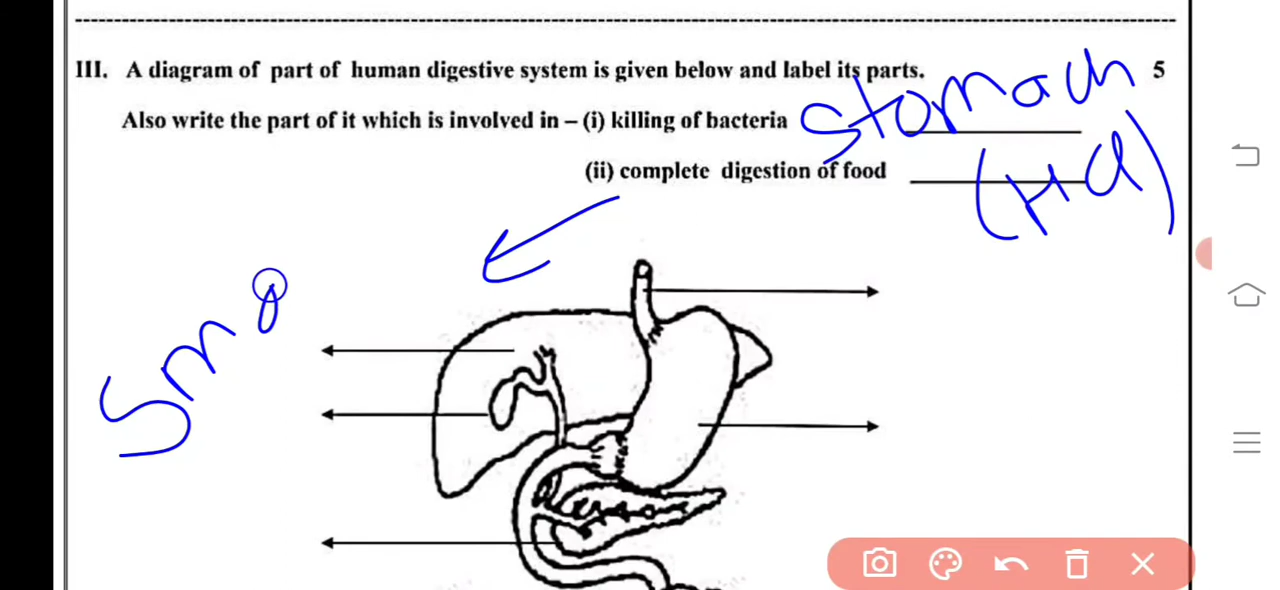 III. A diagram of part of human digestive system is given below and label its parts. 5
Also write the part of it which is involved in – (i) killing of bacteria
Stomach
(ii) complete digestion of food
(HCl)
Sma